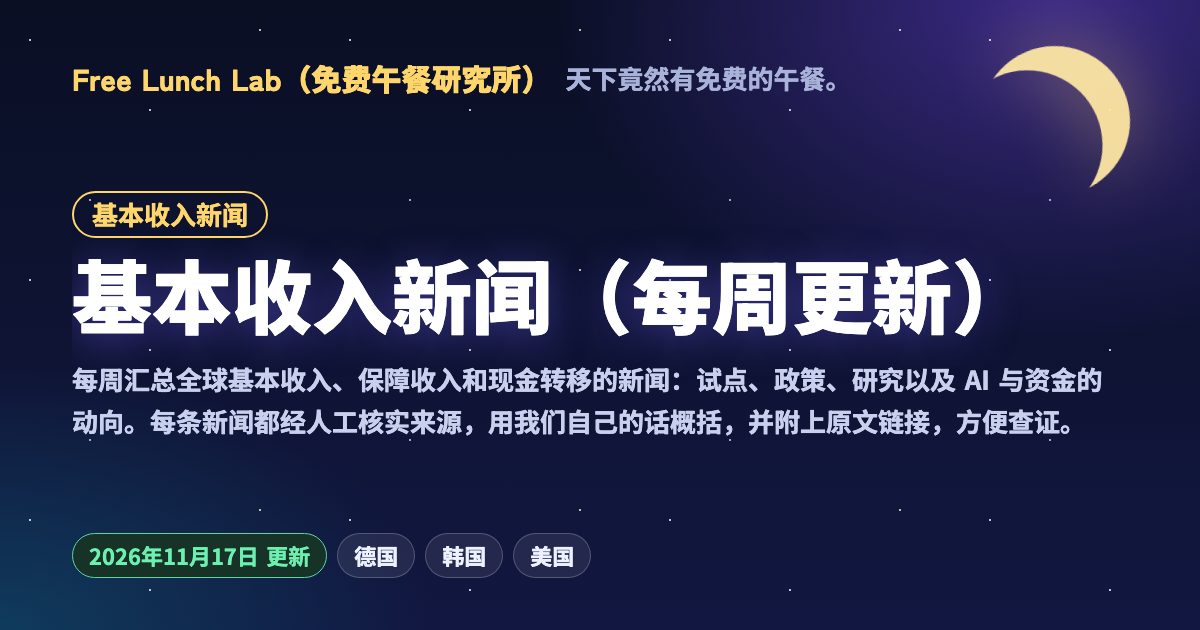 Free Lunch Lab（免费午餐研究所） 天下竟然有免费的午餐。
基本收入新闻
基本收入新闻（每周更新）
每周汇总全球基本收入、保障收入和现金转移的新闻：试点、政策、研究以及 AI 与资金的
动向。每条新闻都经人工核实来源，用我们自己的话概括，并附上原文链接，方便查证。
2026年11月17日 更新 德国 韩国 美国